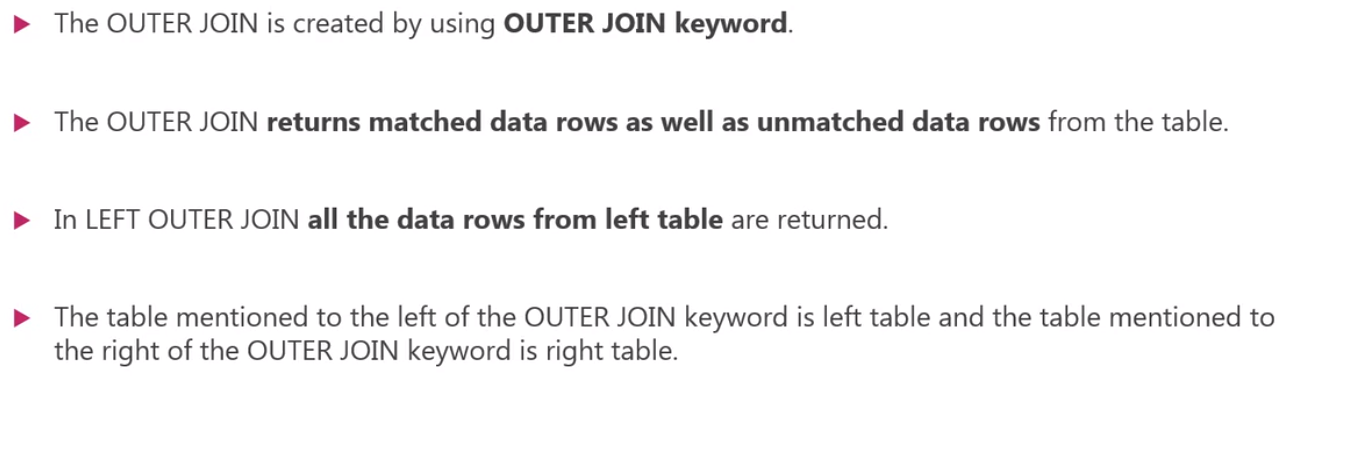 The OUTER JOIN is created by using OUTER JOIN keyword.
The OUTER JOIN returns matched data rows as well as unmatched data rows from the table.
In LEFT OUTER JOIN all the data rows from left table are returned.
The table mentioned to the left of the OUTER JOIN keyword is left table and the table mentioned to
the right of the OUTER JOIN keyword is right table.